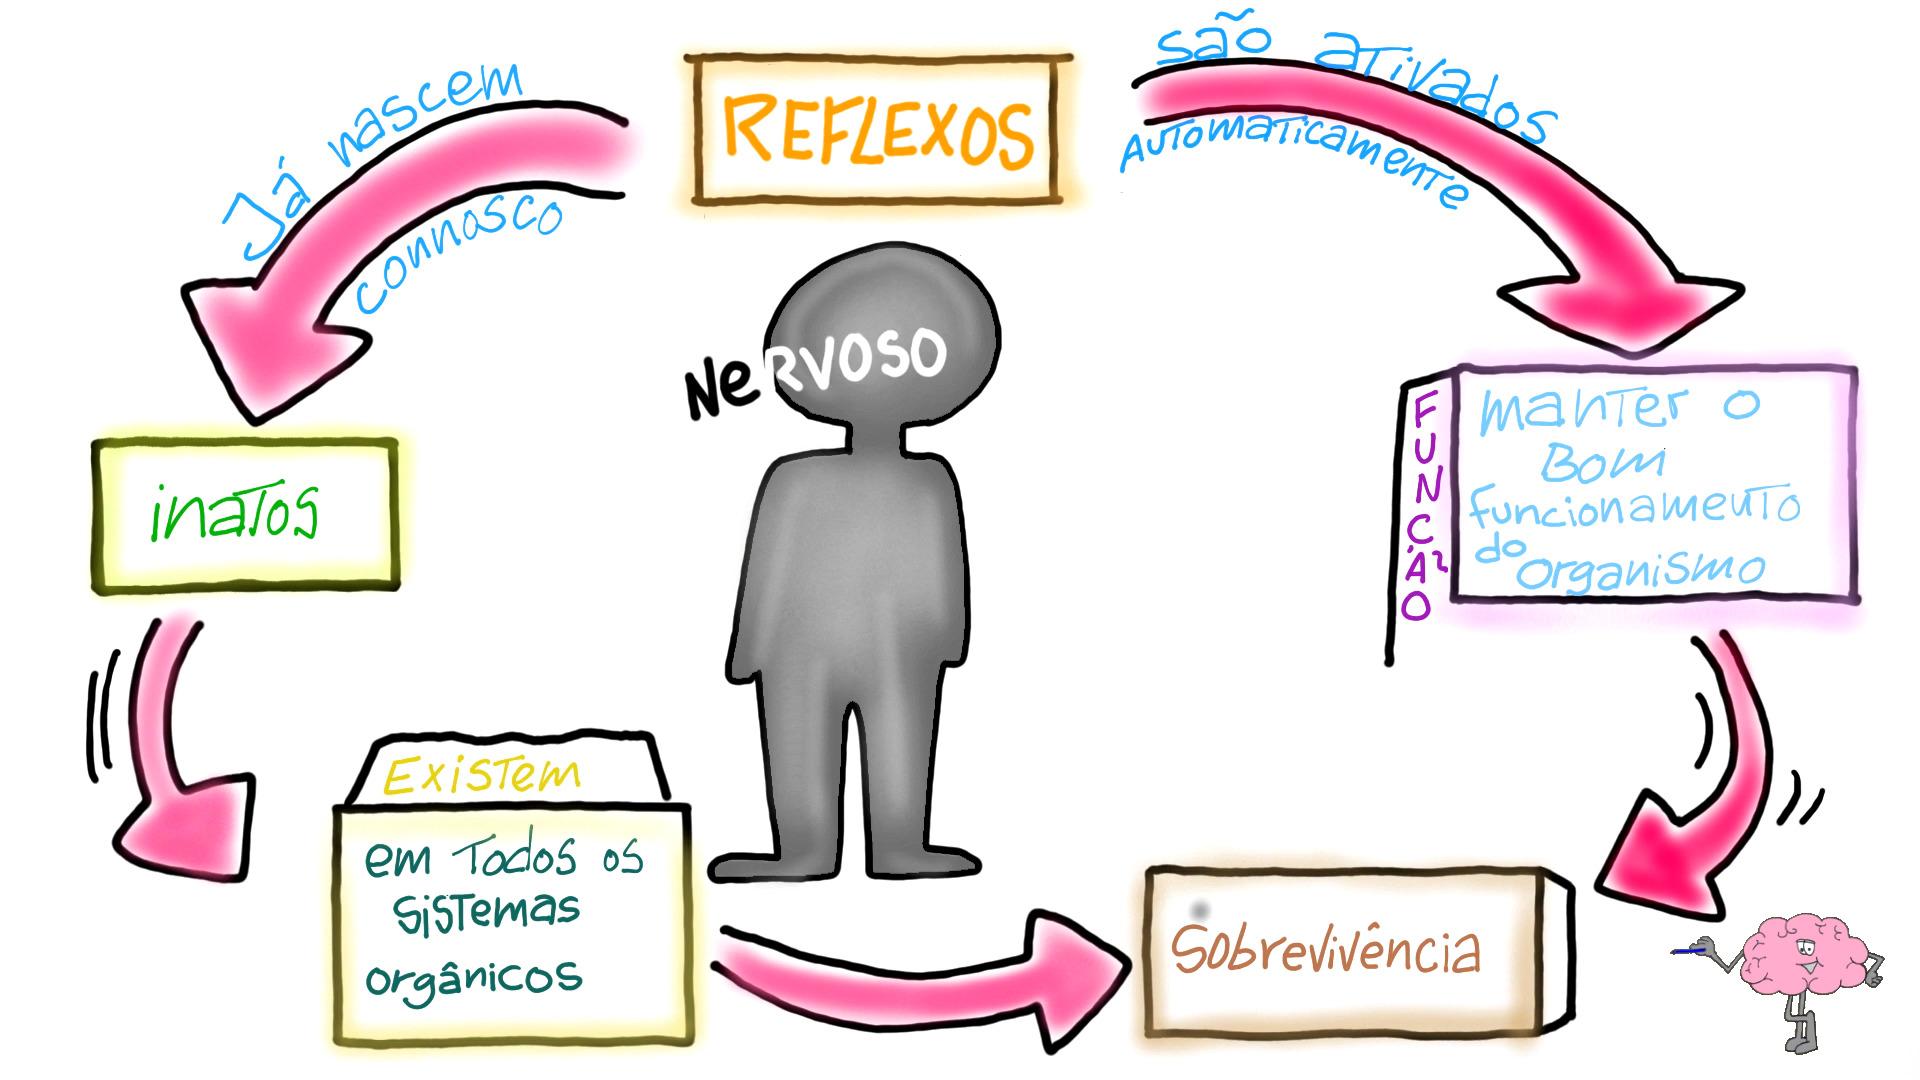 REFLEXOS
Já nascem
connosco
inatos
Existem
em todos os
sistemas
orgânicos
são ativados
automaticamente
FUNÇÃO
manter o
Bom
funcionamento
do organismo
Sobrevivência
Nervoso